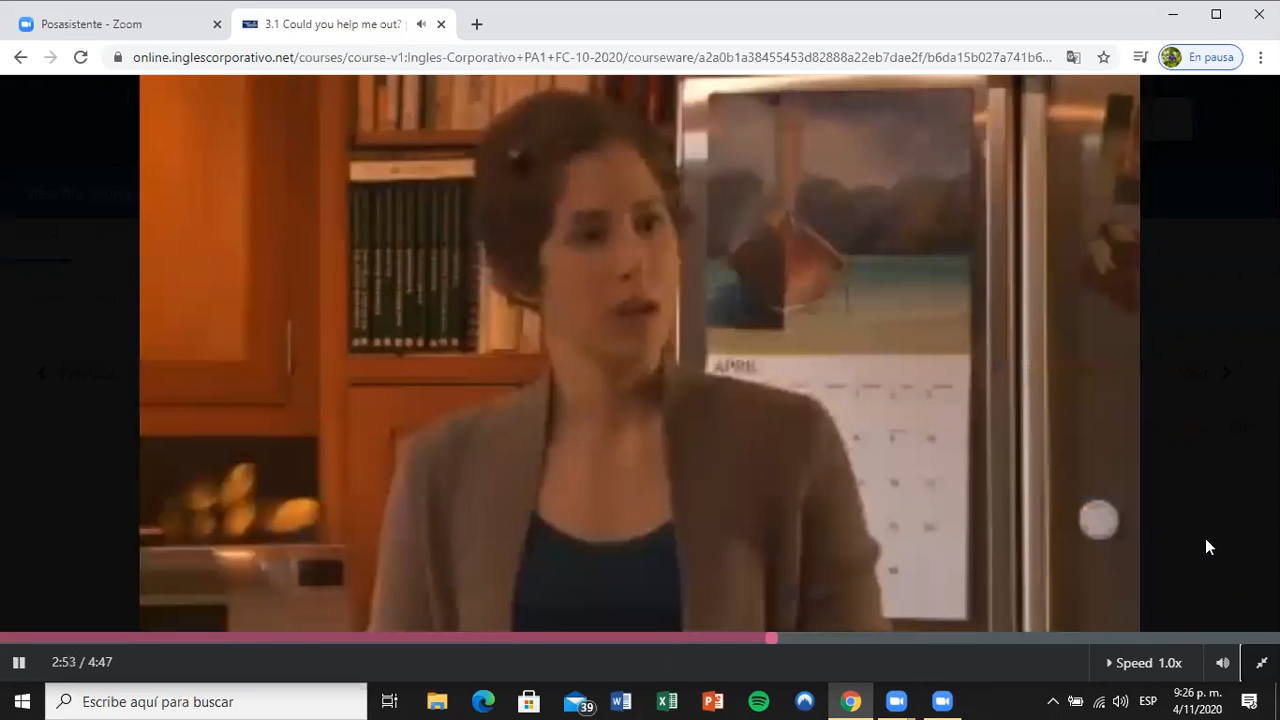 Posasistente - Zoom
3.1 Could you help me out?
online.inglescorporativo.net/courses/course-v1:Ingles-Corporativo+PA1+FC-10-2020/courseware/a2a0b1a38455453d82888a22eb7dae2f/b6da15b027a741b6...
En pausa
APRIL
2:53 / 4:47
Speed 1.0x
Escribe aquí para buscar
39
ESP
9:26 p. m.
4/11/2020